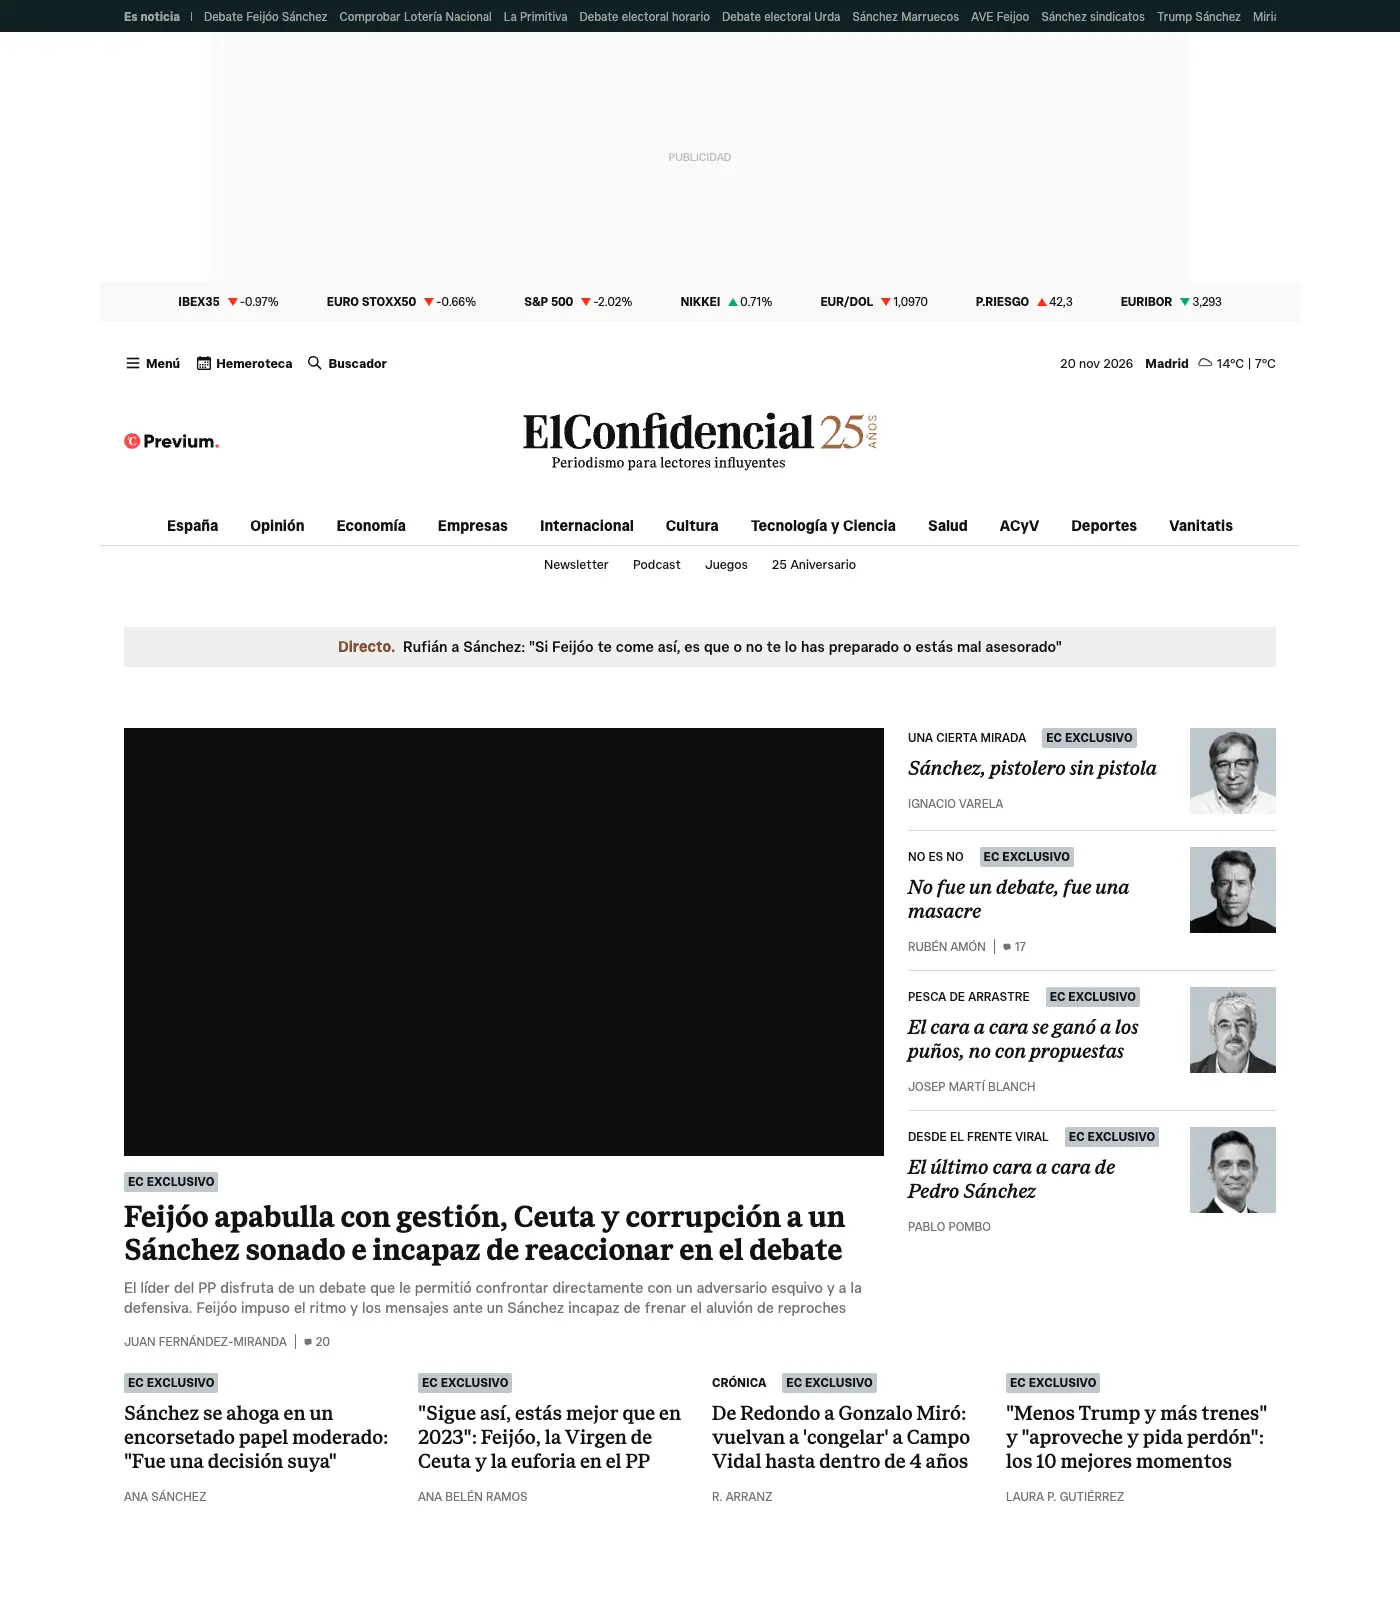 Es noticia | Debate Feijóo Sánchez Comprobar Lotería Nacional La Primitiva Debate electoral horario Debate electoral Urda Sánchez Marruecos AVE Feijoo Sánchez sindicatos Trump Sánchez
PUBLICIDAD
IBEX35 ▼-0.97% EURO STOXX50 ▼-0.66% S&P 500 ▼-2.02% NIKKEI ▲0.71% EUR/DOL ▼1,0970 P.RIESGO ▲42,3 EURIBOR ▼3,293
Menú Hemeroteca Buscador 20 nov 2026 Madrid 14ºC | 7ºC
Previum.
ElConfidencial 25 AÑOS
Periodismo para lectores influyentes
España Opinión Economía Empresas Internacional Cultura Tecnología y Ciencia Salud ACyV Deportes Vanitatis
Newsletter Podcast Juegos 25 Aniversario
Directo. Rufián a Sánchez: "Si Feijóo te come así, es que o no te lo has preparado o estás mal asesorado"
EC EXCLUSIVO
Feijóo apabulla con gestión, Ceuta y corrupción a un
Sánchez sonado e incapaz de reaccionar en el debate
El líder del PP disfruta de un debate que le permitió confrontar directamente con un adversario esquivo y a la
defensiva. Feijóo impuso el ritmo y los mensajes ante un Sánchez incapaz de frenar el aluvión de reproches
JUAN FERNÁNDEZ-MIRANDA | 20
UNA CIERTA MIRADA EC EXCLUSIVO
Sánchez, pistolero sin pistola
IGNACIO VARELA
NO ES NO EC EXCLUSIVO
No fue un debate, fue una
masacre
RUBÉN AMÓN | 17
PESCA DE ARRASTRE EC EXCLUSIVO
El cara a cara se ganó a los
puños, no con propuestas
JOSEP MARTÍ BLANCH
DESDE EL FRENTE VIRAL EC EXCLUSIVO
El último cara a cara de
Pedro Sánchez
PABLO POMBO
EC EXCLUSIVO
Sánchez se ahoga en un
encorsetado papel moderado:
"Fue una decisión suya"
ANA SÁNCHEZ
EC EXCLUSIVO
"Sigue así, estás mejor que en
2023": Feijóo, la Virgen de
Ceuta y la euforia en el PP
ANA BELÉN RAMOS
CRÓNICA EC EXCLUSIVO
De Redondo a Gonzalo Miró:
vuelvan a 'congelar' a Campo
Vidal hasta dentro de 4 años
R. ARRANZ
EC EXCLUSIVO
"Menos Trump y más trenes"
y "aproveche y pida perdón":
los 10 mejores momentos
LAURA P. GUTIÉRREZ